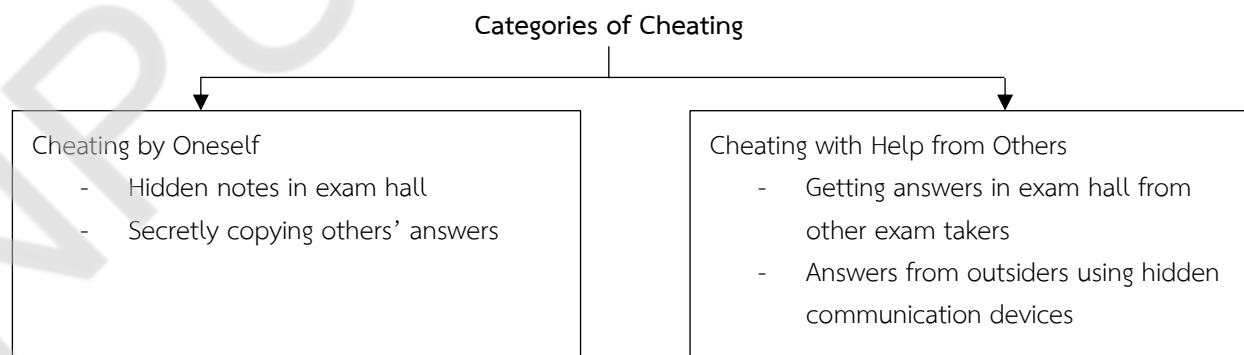 Categories of Cheating
Cheating by Oneself
- Hidden notes in exam hall
- Secretly copying others’ answers
Cheating with Help from Others
- Getting answers in exam hall from
other exam takers
- Answers from outsiders using hidden
communication devices